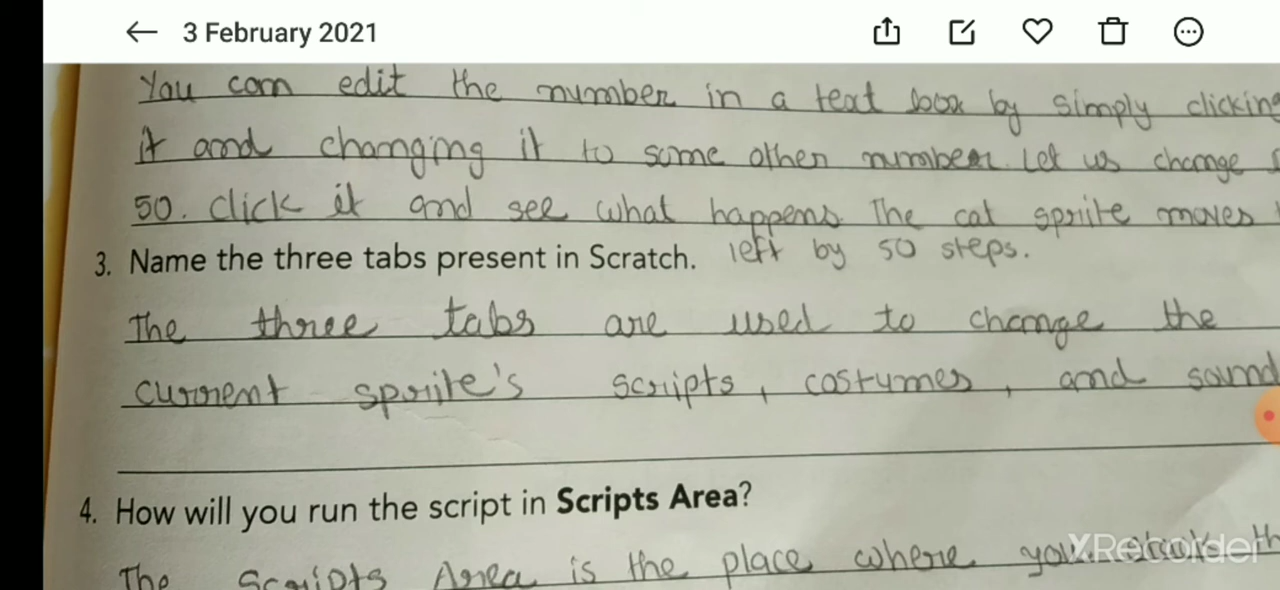 3 February 2021
You can edit the number in a text box by simply clicking
it and changing it to some other number. Let us change
50. Click it and see what happens. The cat sprite moves
left by 50 steps.
3. Name the three tabs present in Scratch.
The three tabs are used to change the
current sprite's scripts, costumes, and sound
4. How will you run the script in Scripts Area?
The Scripts Area is the place where you th
XRecorder